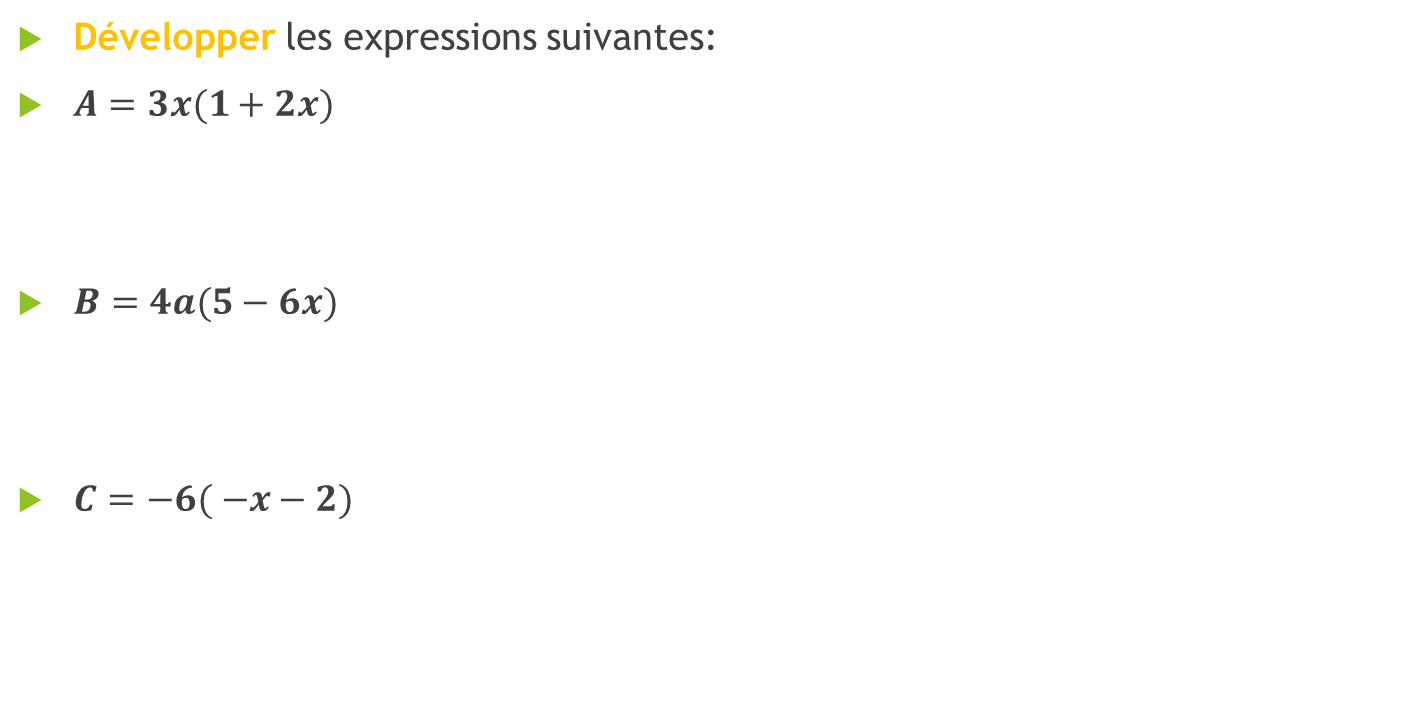 Développer les expressions suivantes:
A = 3x(1 + 2x)
B = 4a(5 − 6x)
C = −6( −x − 2)